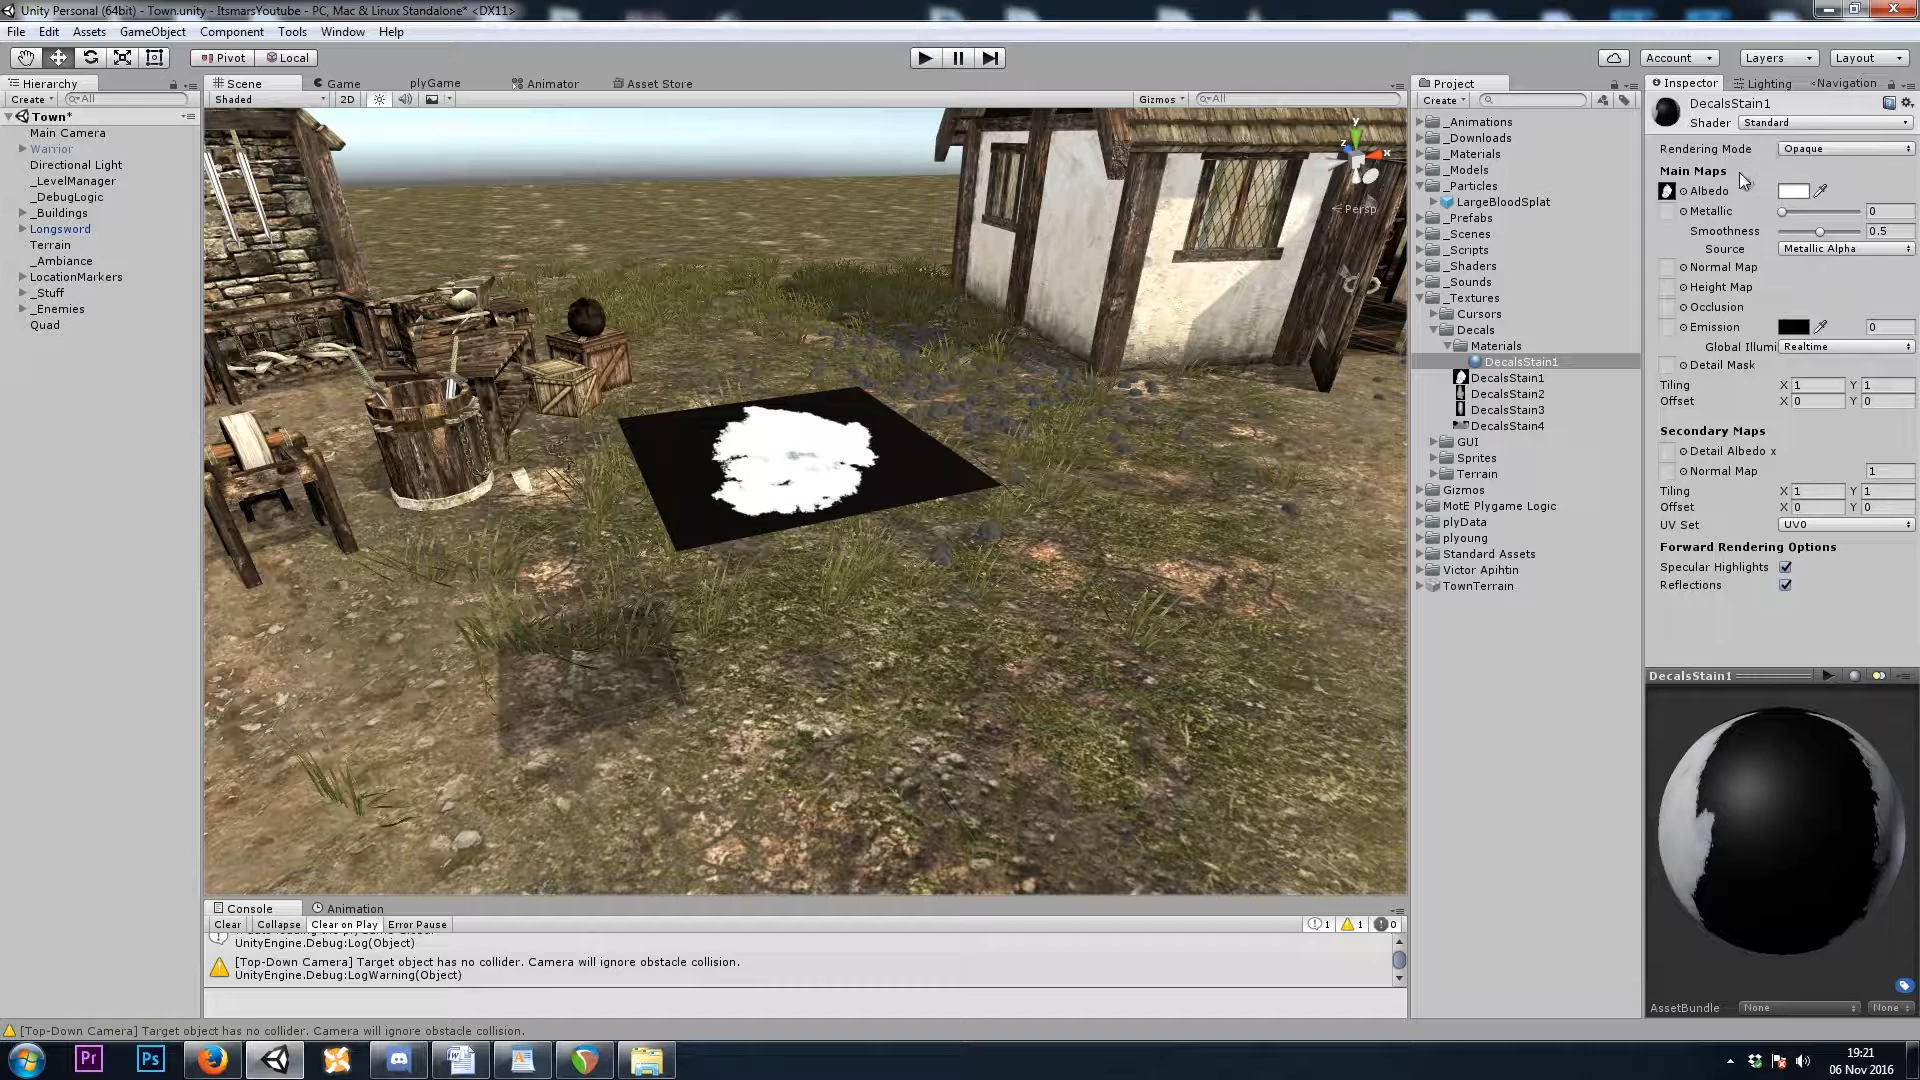 Unity Personal (64bit) - Town.unity - ItsmarsYoutube - PC, Mac & Linux Standalone* <DX11>
File Edit Assets GameObject Component Tools Window Help
Pivot Local Account Layers Layout
Hierarchy
Create All
Town*
Main Camera
Warrior
Directional Light
_LevelManager
_DebugLogic
_Buildings
Longsword
Terrain
_Ambiance
LocationMarkers
_Stuff
_Enemies
Quad
Scene Game plyGame Animator Asset Store
Shaded 2D Gizmos All
y
z x
Persp
Console Animation
Clear Collapse Clear on Play Error Pause 1 1 0
UnityEngine.Debug:Log(Object)
[Top-Down Camera] Target object has no collider. Camera will ignore obstacle collision.
UnityEngine.Debug:LogWarning(Object)
Project
Create
_Animations
_Downloads
_Materials
_Models
_Particles
LargeBloodSplat
_Prefabs
_Scenes
_Scripts
_Shaders
_Sounds
_Textures
Cursors
Decals
Materials
DecalsStain1
DecalsStain1
DecalsStain2
DecalsStain3
DecalsStain4
GUI
Sprites
Terrain
Gizmos
MotE Plygame Logic
plyData
plyoung
Standard Assets
Victor Apihtin
TownTerrain
Inspector Lighting Navigation
DecalsStain1
Shader Standard
Rendering Mode Opaque
Main Maps
Albedo
Metallic 0
Smoothness 0.5
Source Metallic Alpha
Normal Map
Height Map
Occlusion
Emission 0
Global Illumi Realtime
Detail Mask
Tiling X 1 Y 1
Offset X 0 Y 0
Secondary Maps
Detail Albedo x
Normal Map 1
Tiling X 1 Y 1
Offset X 0 Y 0
UV Set UV0
Forward Rendering Options
Specular Highlights
Reflections
DecalsStain1
AssetBundle None None
[Top-Down Camera] Target object has no collider. Camera will ignore obstacle collision.
Pr Ps
19:21
06 Nov 2016